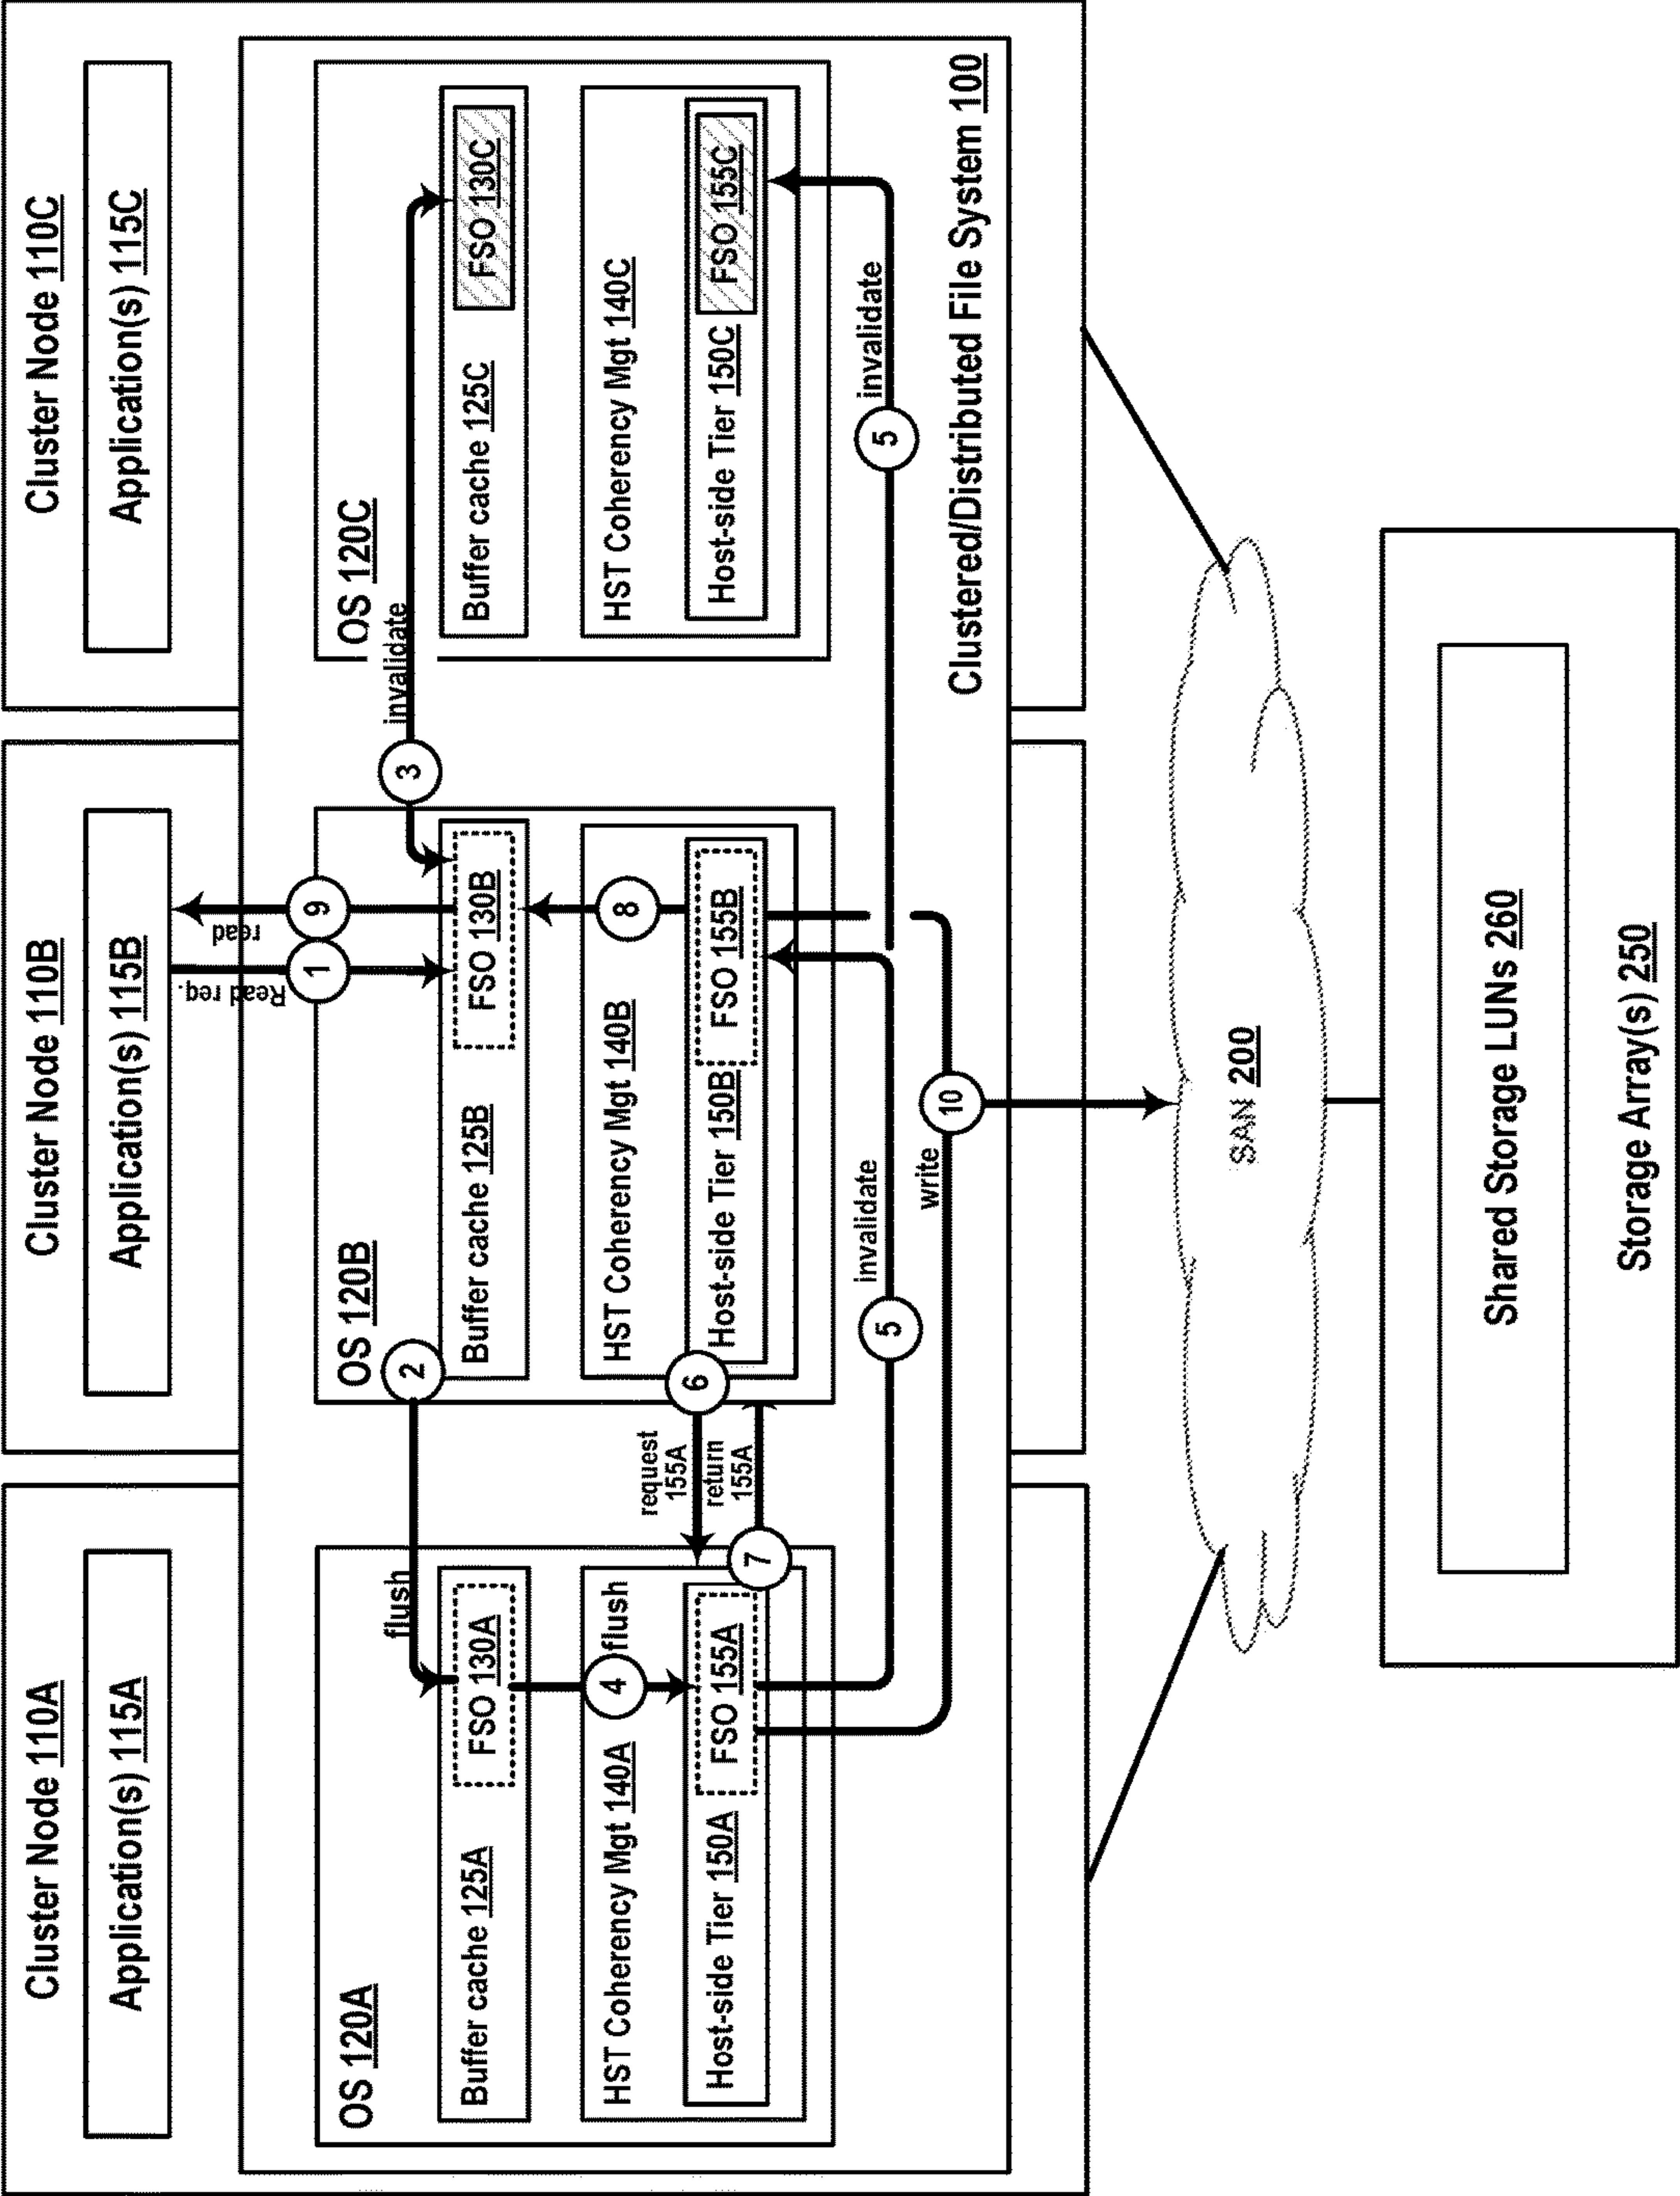 Cluster Node 110A
Application(s) 115A
OS 120A
Buffer cache 125A
FSO 130A
HST Coherency Mgt 140A
4
flush
Host-side Tier 150A
FSO 155A
flush
2
request
155A
6
return
155A
7
Cluster Node 110B
Application(s) 115B
Read req.
1
read
9
OS 120B
Buffer cache 125B
FSO 130B
HST Coherency Mgt 140B
8
Host-side Tier 150B
FSO 155B
5
invalidate
write
10
3
invalidate
Cluster Node 110C
Application(s) 115C
OS 120C
Buffer cache 125C
FSO 130C
HST Coherency Mgt 140C
Host-side Tier 150C
FSO 155C
5
invalidate
Clustered/Distributed File System 100
SAN 200
Shared Storage LUNs 260
Storage Array(s) 250